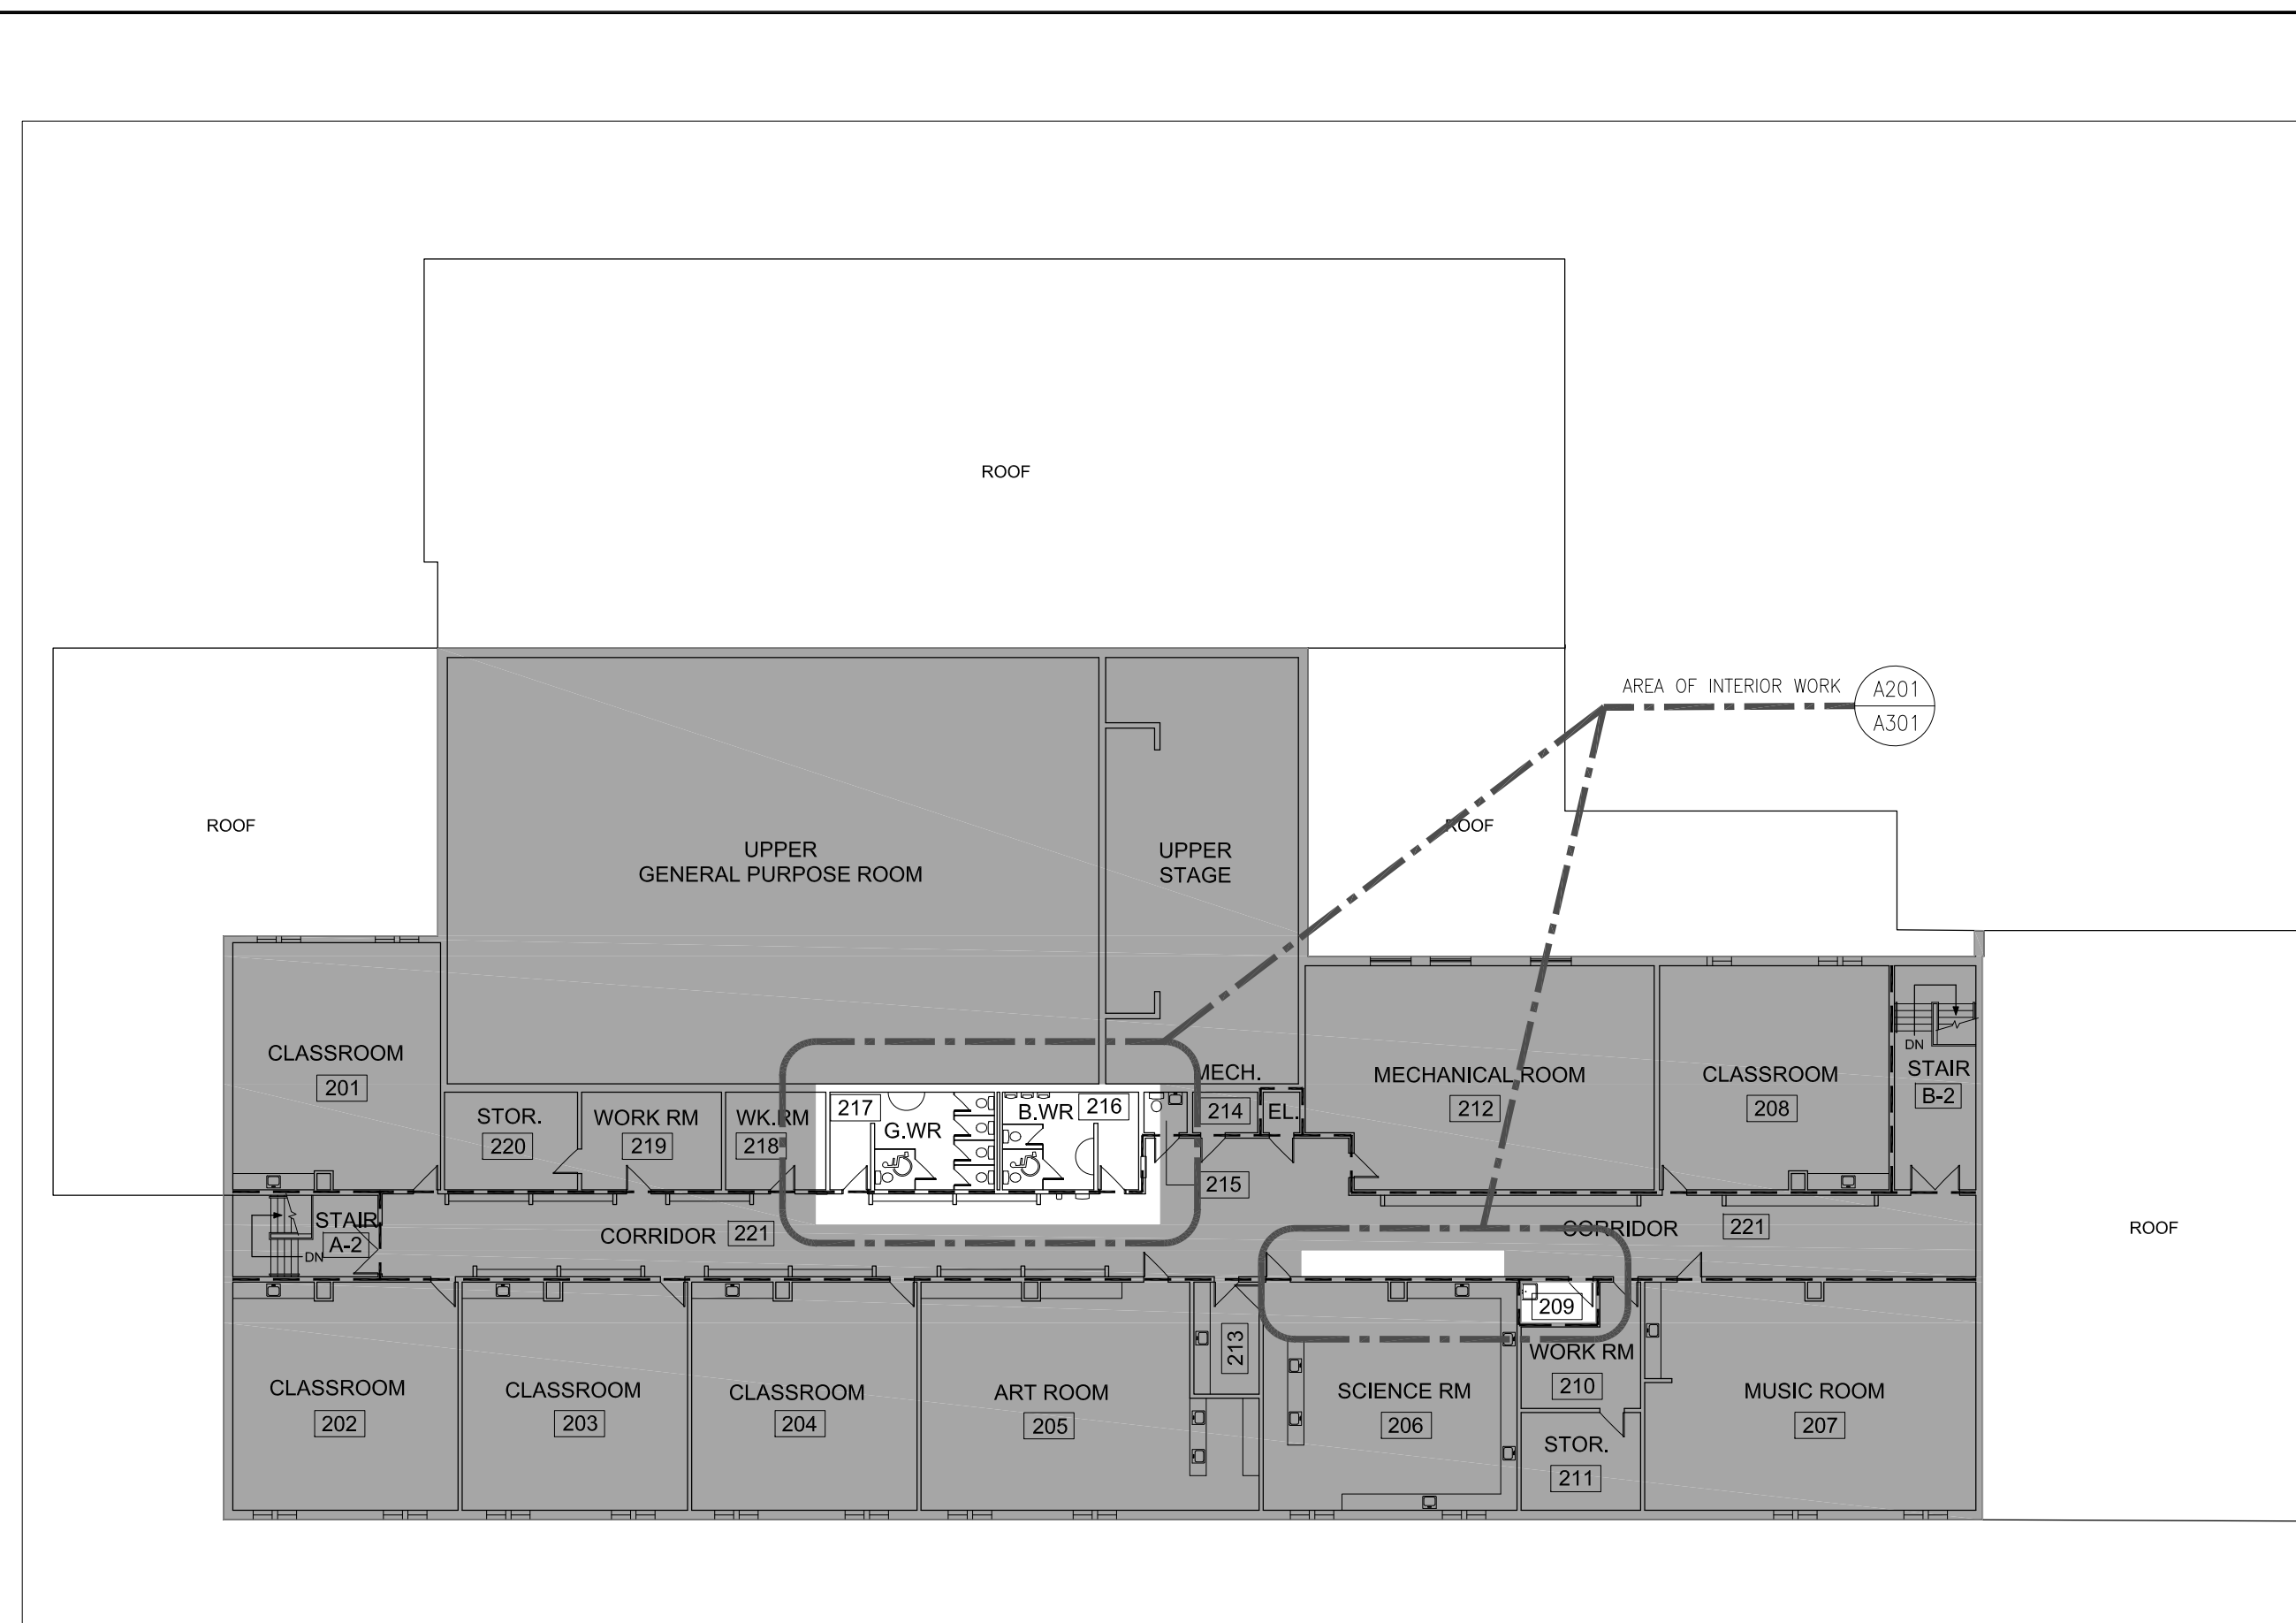 ROOF
AREA OF INTERIOR WORK
A201
A301
ROOF
ROOF
UPPER
GENERAL PURPOSE ROOM
UPPER
STAGE
CLASSROOM
201
STOR.
220
WORK RM
219
WK.RM
218
217
G.WR
B.WR
216
MECH.
214
EL.
215
MECHANICAL ROOM
212
CLASSROOM
208
DN
STAIR
B-2
STAIR
A-2
DN
CORRIDOR
221
CORRIDOR
221
ROOF
CLASSROOM
202
CLASSROOM
203
CLASSROOM
204
ART ROOM
205
213
SCIENCE RM
206
209
WORK RM
210
STOR.
211
MUSIC ROOM
207